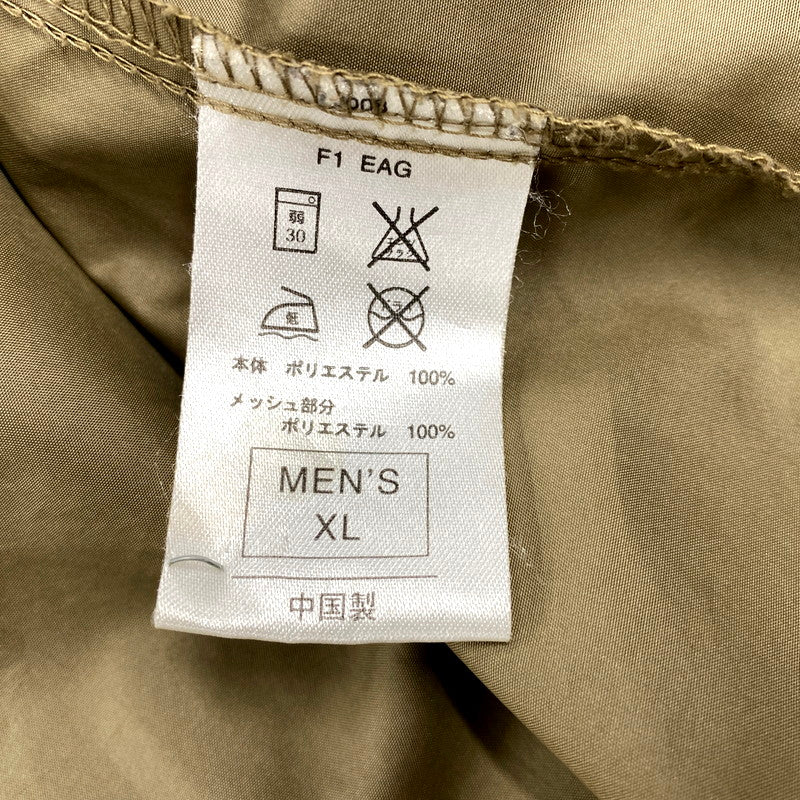 F1 EAG
弱
30
低
本体 ポリエステル 100%
メッシュ部分
ポリエステル 100%
MEN'S
XL
中国製